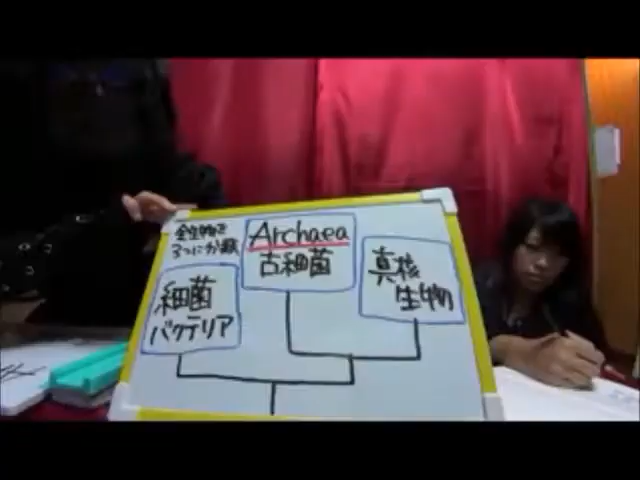 全生物を
3つに分類
Archaea
古細菌
細菌
バクテリア
真核
生物